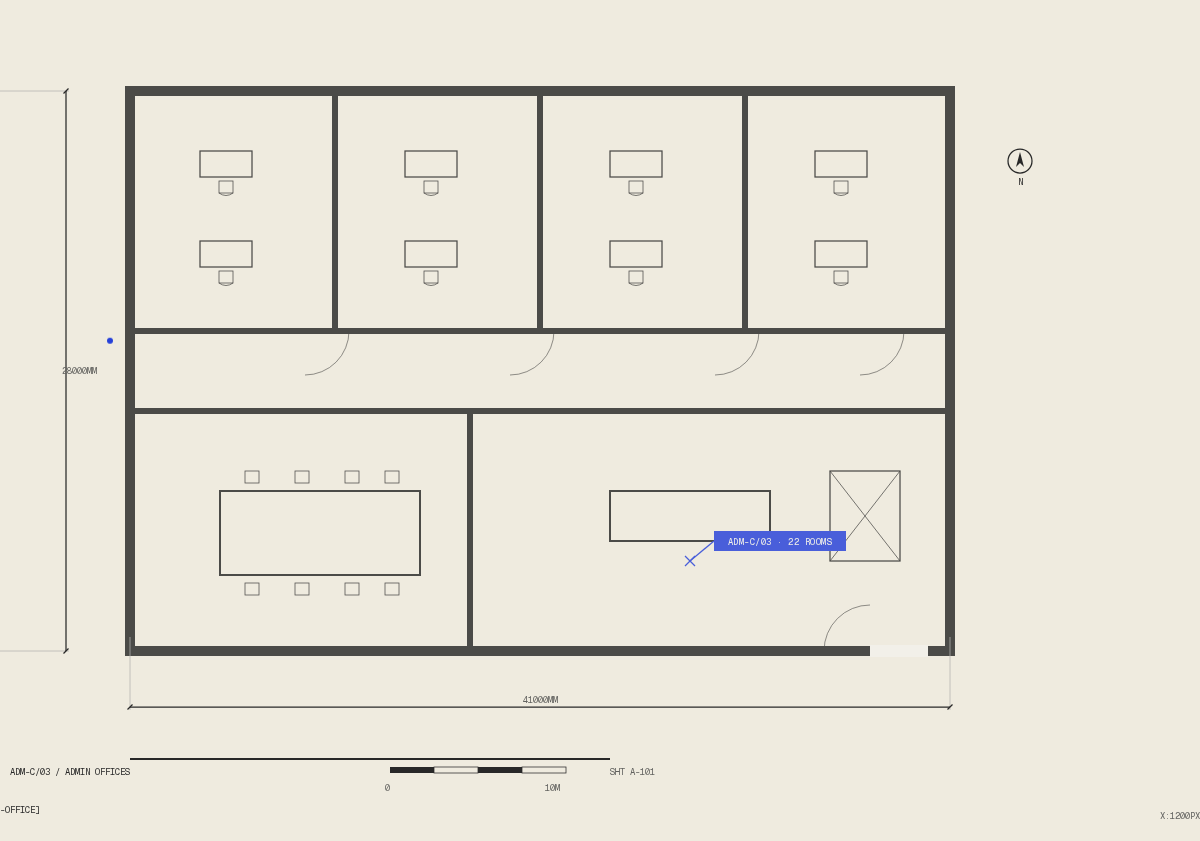 N
28000MM
ADM-C/03 · 22 ROOMS
41000MM
ADM-C/03 / ADMIN OFFICES
SHT A-101
0
10M
-OFFICE]
X:1200PX